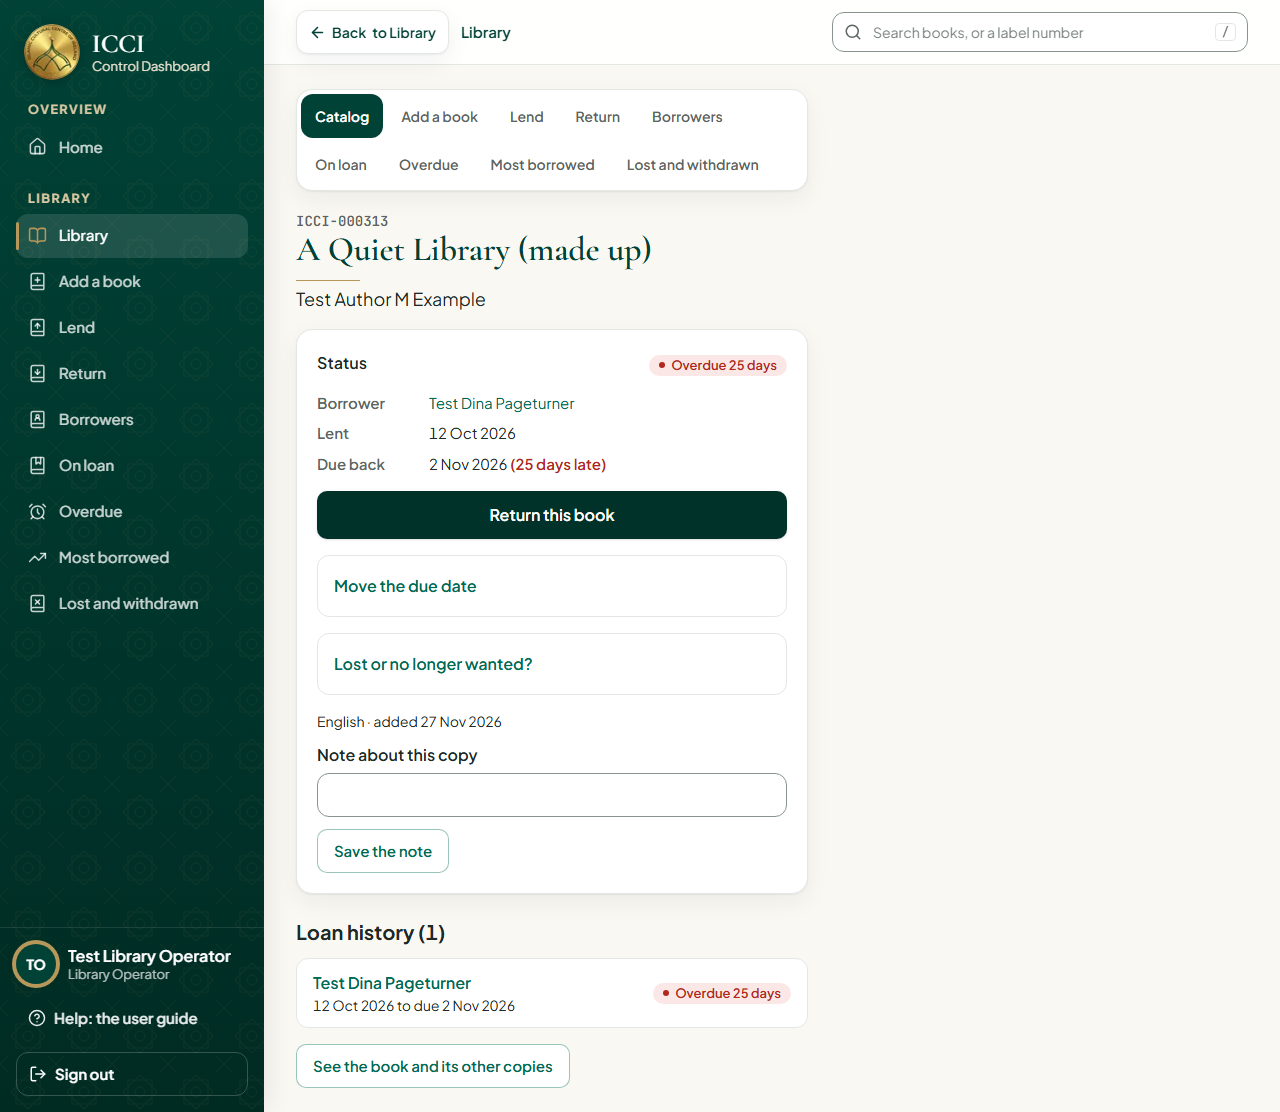 ICCI
Control Dashboard
OVERVIEW
Home
LIBRARY
Library
Add a book
Lend
Return
Borrowers
On loan
Overdue
Most borrowed
Lost and withdrawn
TO
Test Library Operator
Library Operator
Help: the user guide
Sign out
Back to Library
Library
Search books, or a label number
/
Catalog
Add a book
Lend
Return
Borrowers
On loan
Overdue
Most borrowed
Lost and withdrawn
ICCI-000313
A Quiet Library (made up)
Test Author M Example
Status
Overdue 25 days
Borrower
Test Dina Pageturner
Lent
12 Oct 2026
Due back
2 Nov 2026 (25 days late)
Return this book
Move the due date
Lost or no longer wanted?
English · added 27 Nov 2026
Note about this copy
Save the note
Loan history (1)
Test Dina Pageturner
12 Oct 2026 to due 2 Nov 2026
Overdue 25 days
See the book and its other copies